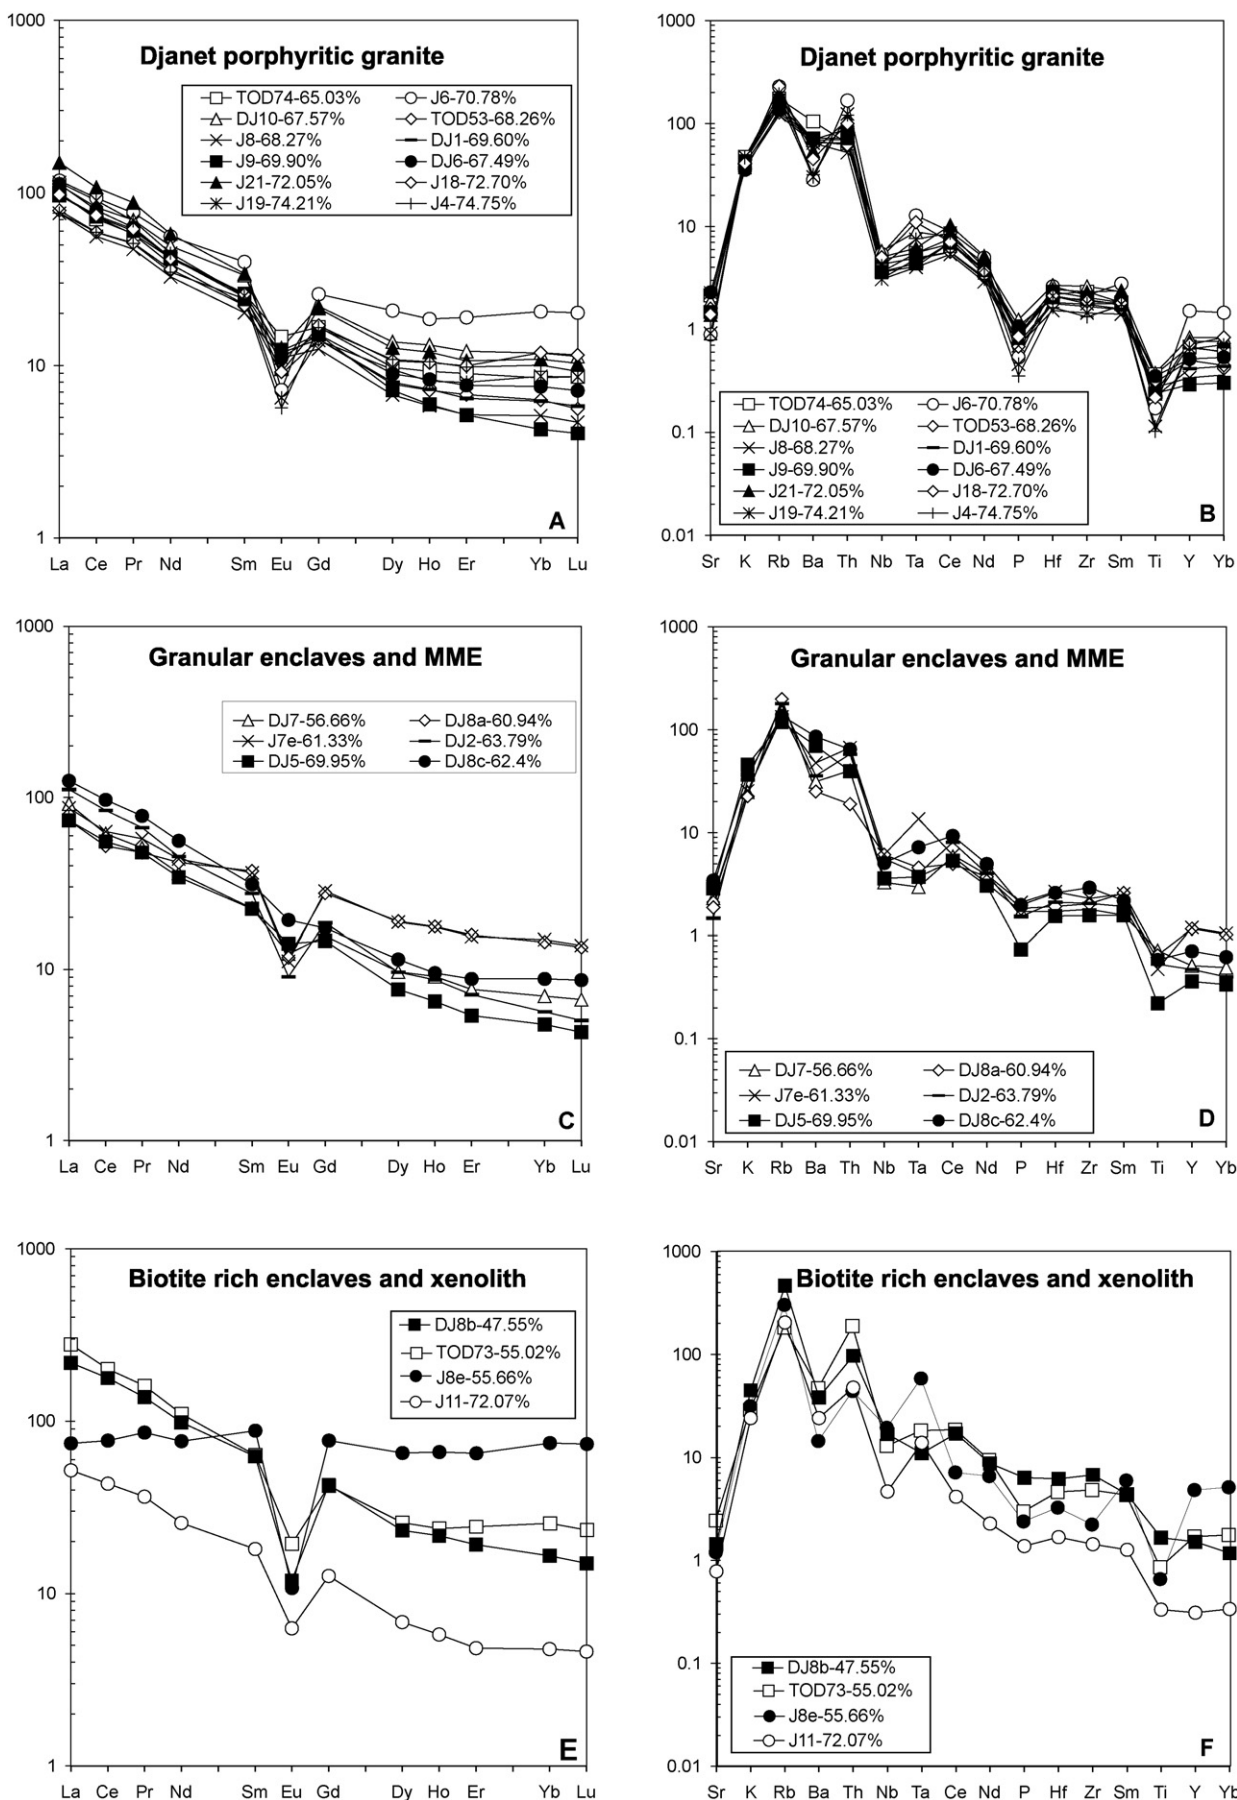 1000
100
10
1
Djanet porphyritic granite
TOD74-65.03% J6-70.78%
DJ10-67.57% TOD53-68.26%
J8-68.27% DJ1-69.60%
J9-69.90% DJ6-67.49%
J21-72.05% J18-72.70%
J19-74.21% J4-74.75%
A
La Ce Pr Nd Sm Eu Gd Dy Ho Er Yb Lu
1000
100
10
1
0.1
0.01
Djanet porphyritic granite
TOD74-65.03% J6-70.78%
DJ10-67.57% TOD53-68.26%
J8-68.27% DJ1-69.60%
J9-69.90% DJ6-67.49%
J21-72.05% J18-72.70%
J19-74.21% J4-74.75%
B
Sr K Rb Ba Th Nb Ta Ce Nd P Hf Zr Sm Ti Y Yb
1000
100
10
1
Granular enclaves and MME
DJ7-56.66% DJ8a-60.94%
J7e-61.33% DJ2-63.79%
DJ5-69.95% DJ8c-62.4%
C
La Ce Pr Nd Sm Eu Gd Dy Ho Er Yb Lu
1000
100
10
1
0.1
0.01
Granular enclaves and MME
DJ7-56.66% DJ8a-60.94%
J7e-61.33% DJ2-63.79%
DJ5-69.95% DJ8c-62.4%
D
Sr K Rb Ba Th Nb Ta Ce Nd P Hf Zr Sm Ti Y Yb
1000
100
10
1
Biotite rich enclaves and xenolith
DJ8b-47.55%
TOD73-55.02%
J8e-55.66%
J11-72.07%
E
La Ce Pr Nd Sm Eu Gd Dy Ho Er Yb Lu
1000
100
10
1
0.1
0.01
Biotite rich enclaves and xenolith
DJ8b-47.55%
TOD73-55.02%
J8e-55.66%
J11-72.07%
F
Sr K Rb Ba Th Nb Ta Ce Nd P Hf Zr Sm Ti Y Yb